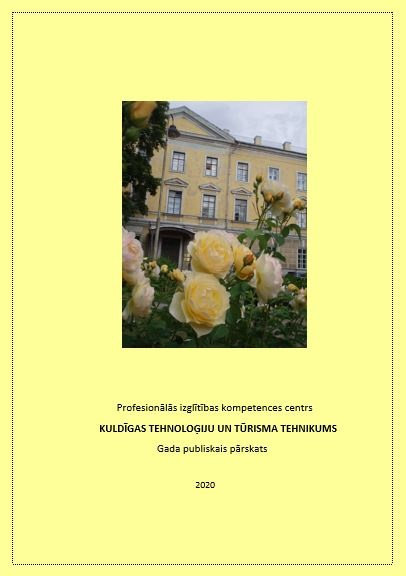 Profesionālās izglītības kompetences centrs
KULDĪGAS TEHNOLOĢIJU UN TŪRISMA TEHNIKUMS
Gada publiskais pārskats
2020